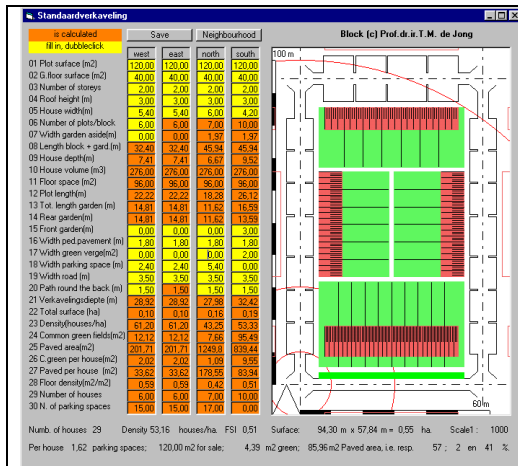 Standaardverkaveling
is calculated Save Neighbourhood Block (c) Prof.dr.ir.T.M. de Jong
fill in, dubbleclick
west east north south 100 m
01 Plot surface (m2) 120,00 120,00 120,00 120,00
02 G.floor surface (m2) 40,00 40,00 40,00 40,00
03 Number of storeys 2,00 2,00 2,00 2,00
04 Roof height (m) 3,00 3,00 3,00 3,00
05 House width(m) 5,40 5,40 6,00 4,20
06 Number of plots/block 6,00 6,00 7,00 10,00
07 Width garden aside(m) 0,00 0,00 1,97 1,97
08 Length block + gard.(m) 32,40 32,40 45,94 45,94
09 House depth(m) 7,41 7,41 6,67 9,52
10 House volume (m3) 276,00 276,00 276,00 276,00
11 Floor space (m2) 96,00 96,00 96,00 96,00
12 Plot length(m) 22,22 22,22 18,28 26,12
13 Tot. length garden (m) 14,81 14,81 11,62 16,59
14 Rear garden(m) 14,81 14,81 11,62 13,59
15 Front garden(m) 0,00 0,00 0,00 3,00
16 Width ped.pavement (m) 1,80 1,80 1,80 1,80
17 Width green verge(m2) 0,00 0,00 0,00 2,00
18 Width parking space (m) 2,40 2,40 5,40 0,00
19 Width road (m) 3,50 3,50 3,50 3,50
20 Path round the back (m) 1,50 1,50 1,50 1,50
21 Verkavelingsdiepte (m) 28,92 28,92 27,98 32,42
22 Total surface (ha) 0,10 0,10 0,16 0,19
23 Density(houses/ha) 61,20 61,20 43,25 53,33
24 Common green fields(m2) 12,12 12,12 7,66 95,49
25 Paved area(m2) 201,71 201,71 1249,8 839,44
26 C.green per house(m2) 2,02 2,02 1,09 9,55
27 Paved per house (m2) 33,62 33,62 178,55 83,94
28 Floor density(m2/m2) 0,59 0,59 0,42 0,51
29 Number of houses 6,00 6,00 7,00 10,00
30 N. of parking spaces 15,00 15,00 17,00 0,00
60 m
Numb. of houses 29 Density 53,16 houses/ha. FSI 0,51 Surface: 94,30 m x 57,84 m = 0,55 ha. Scale1 : 1000
Per house 1,62 parking spaces; 120,00 m2 for sale; 4,39 m2 green; 85,96 m2 Paved area, i.e. resp. 57 ; 2 en 41 %.